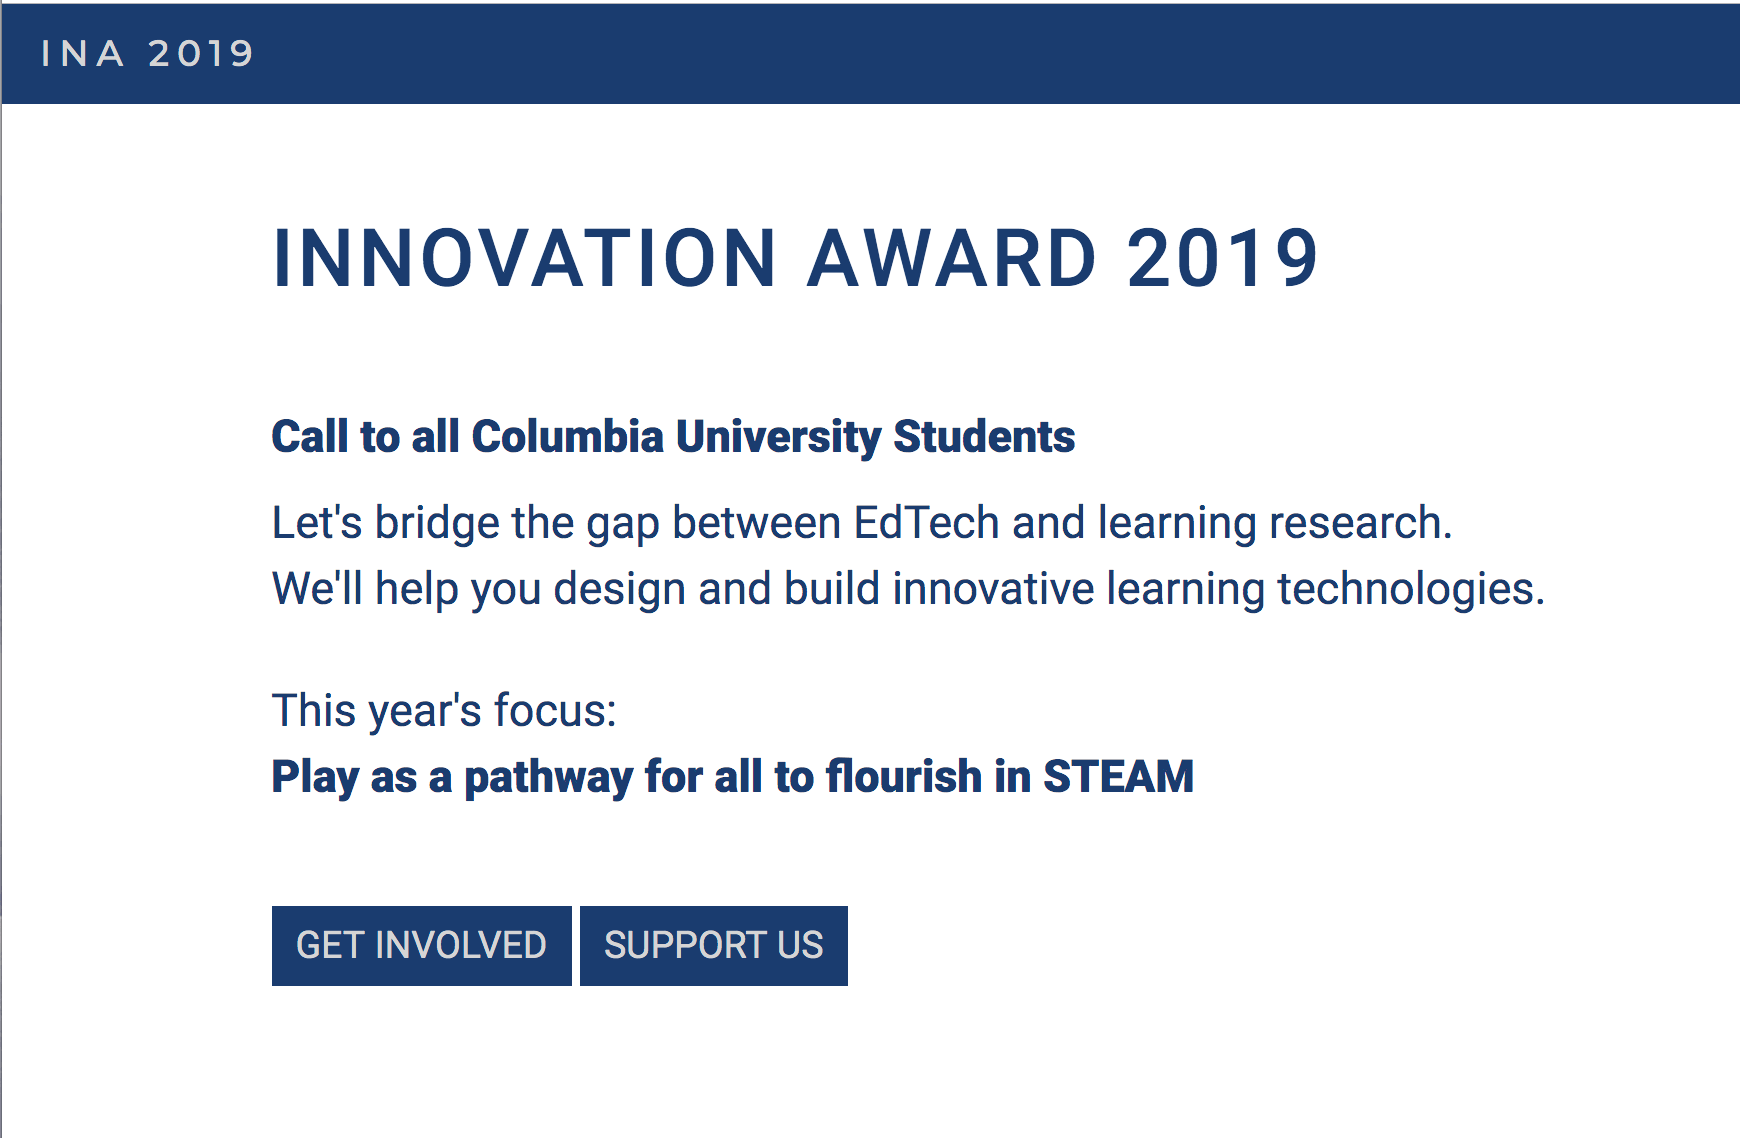 INA 2019
INNOVATION AWARD 2019
Call to all Columbia University Students
Let's bridge the gap between EdTech and learning research.
We'll help you design and build innovative learning technologies.
This year's focus:
Play as a pathway for all to flourish in STEAM
GET INVOLVED
SUPPORT US